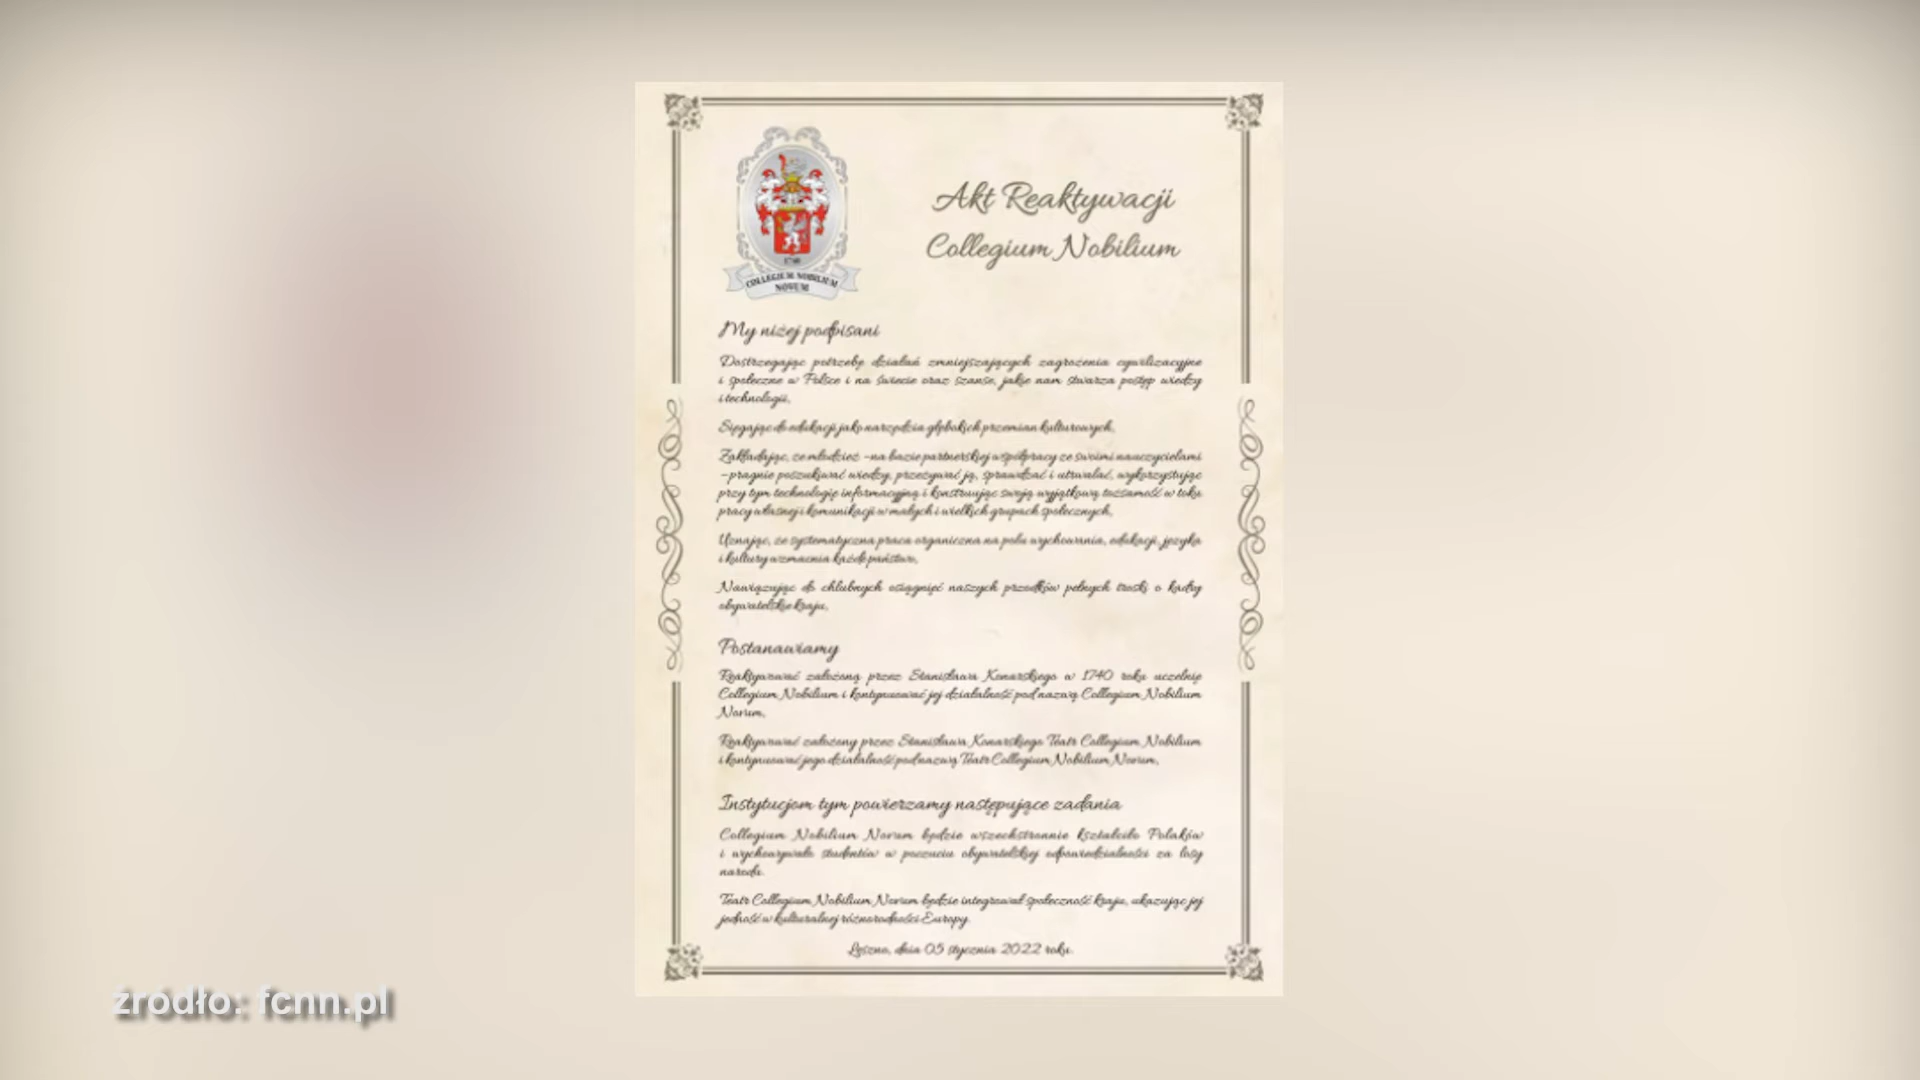 Akt Reaktywacji
Collegium Nobilium
1740
COLLEGIUM NOBILIUM
NOVUM
My niżej podpisani
Dostrzegając potrzebę działań zmniejszających zagrożenia cywilizacyjne
i społeczne w Polsce i na świecie oraz szanse, jakie nam stwarza postęp wiedzy
i technologii,
Sięgając do edukacji jako narzędzia głębokich przemian kulturowych,
Zakładając, że młodzież -na bazie partnerskiej współpracy ze swoimi nauczycielami
-pragnie poszukiwać wiedzy, przeżywać ją, sprawdzać i utrwalać, wykorzystując
przy tym technologię informacyjną i konstruując swoją wyjątkową tożsamość w toku
pracy własnej i komunikacji w małych i wielkich grupach społecznych,
Uznając, że systematyczna praca organiczna na polu wychowania, edukacji, języka
i kultury wzmacnia każde państwo,
Nawiązując do chlubnych osiągnięć naszych przodków pełnych troski o kadry
obywatelskie kraju,
Postanawiamy
Reaktywować założoną przez Stanisława Konarskiego w 1740 roku uczelnię
Collegium Nobilium i kontynuować jej działalność pod nazwą Collegium Nobilium
Novum,
Reaktywować założony przez Stanisława Konarskiego Teatr Collegium Nobilium
i kontynuować jego działalność pod nazwą Teatr Collegium Nobilium Novum,
Instytucjom tym powierzamy następujące zadania
Collegium Nobilium Novum będzie wszechstronnie kształciło Polaków
i wychowywało studentów w poczuciu obywatelskiej odpowiedzialności za losy
narodu.
Teatr Collegium Nobilium Novum będzie integrował społeczność kraju, ukazując jej
jedność w kulturalnej różnorodności Europy.
Leszno, dnia 05 stycznia 2022 roku.
źródło: fcnn.pl